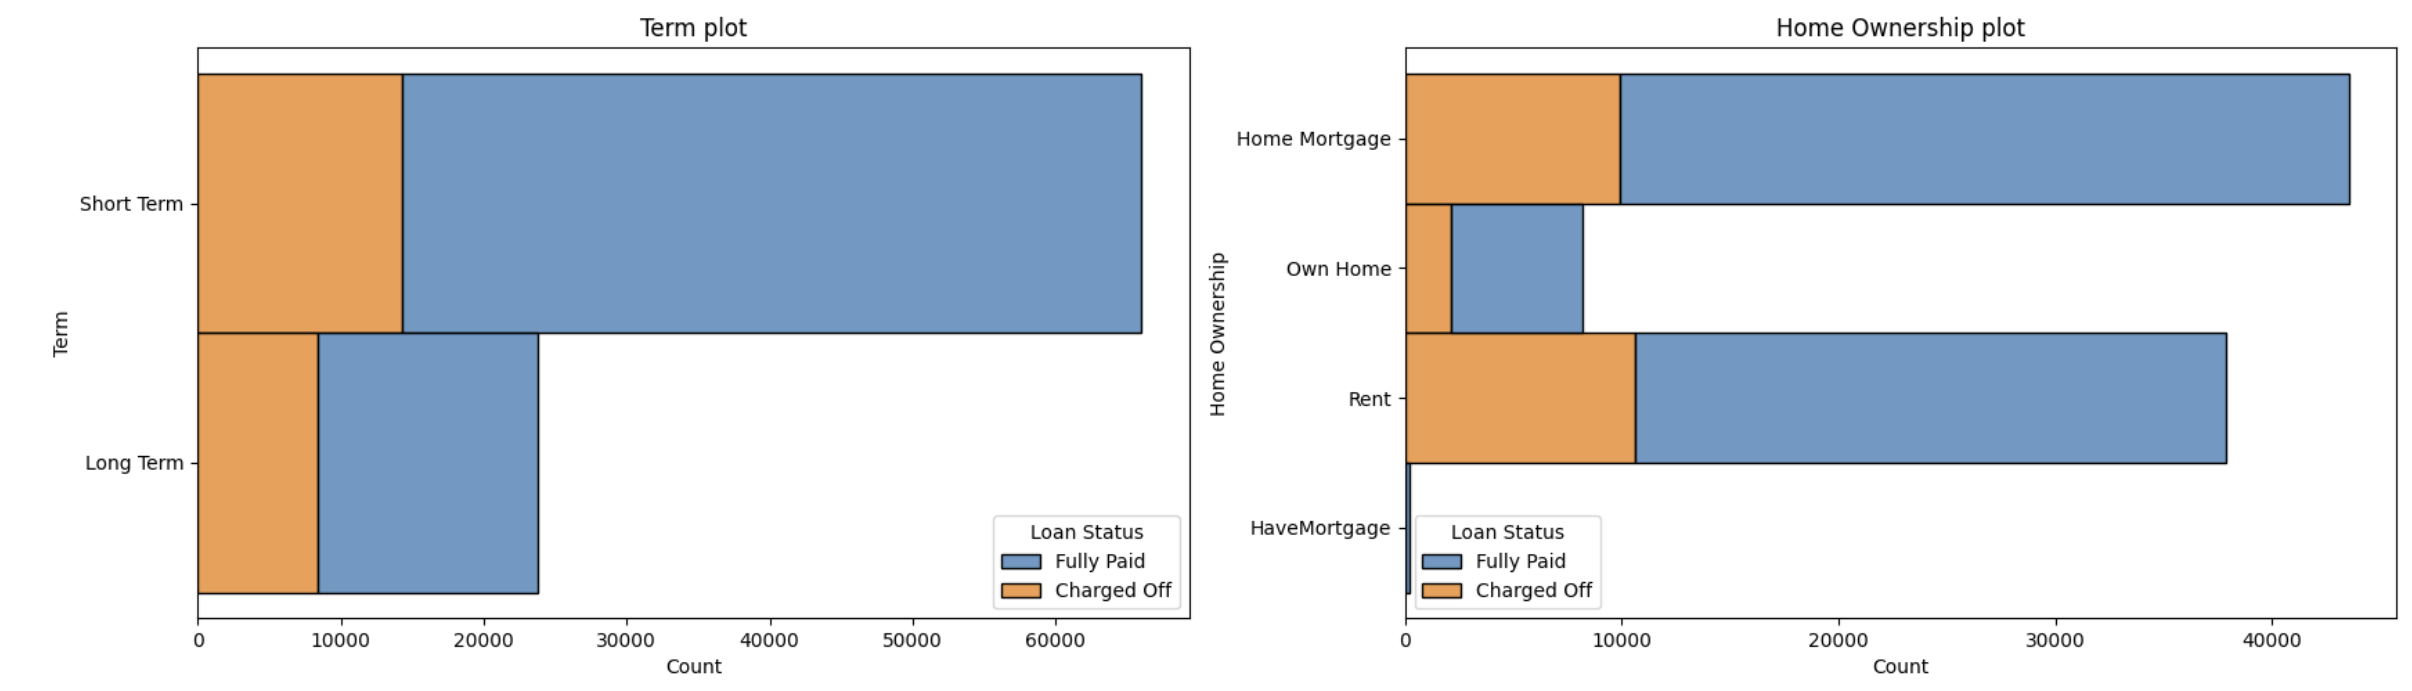 Term plot
Term
Short Term
Long Term
0 10000 20000 30000 40000 50000 60000
Count
Loan Status
Fully Paid
Charged Off
Home Ownership plot
Home Ownership
Home Mortgage
Own Home
Rent
HaveMortgage
0 10000 20000 30000 40000
Count
Loan Status
Fully Paid
Charged Off